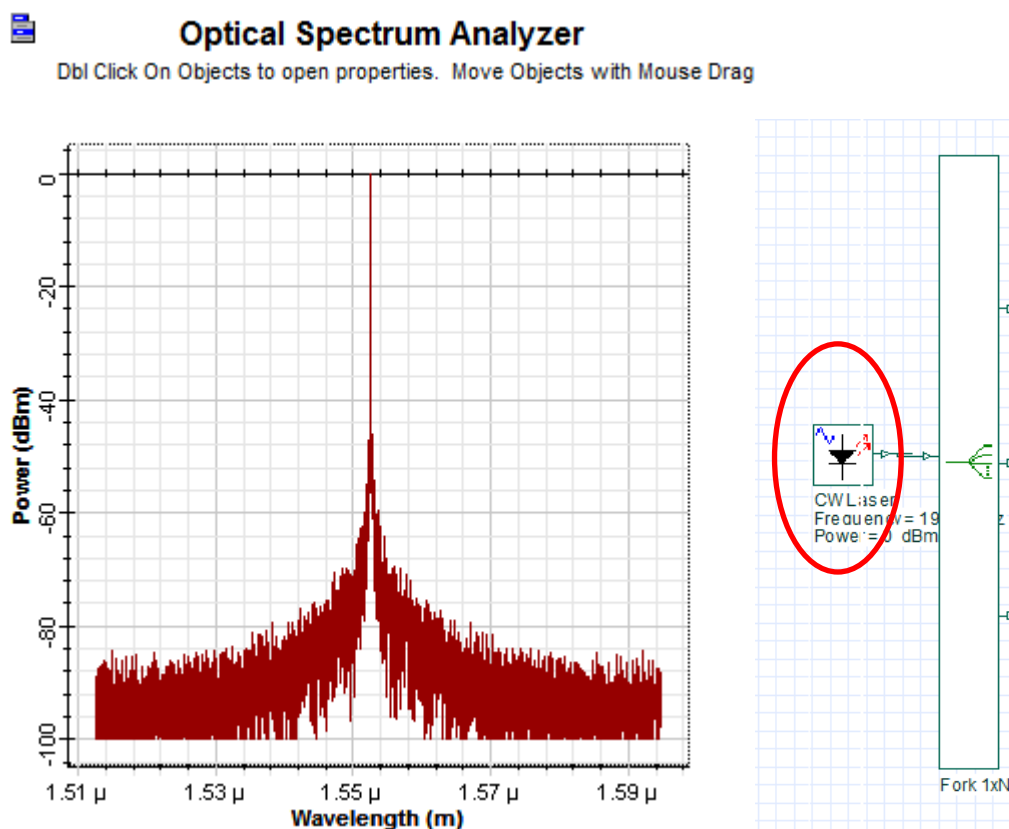 Optical Spectrum Analyzer
Dbl Click On Objects to open properties. Move Objects with Mouse Drag
Power (dBm)
0
-20
-40
-60
-80
-100
1.51 µ
1.53 µ
1.55 µ
1.57 µ
1.59 µ
Wavelength (m)
CW Laser
Frequency = 19
z
Power = 0 dBm
Fork 1xN